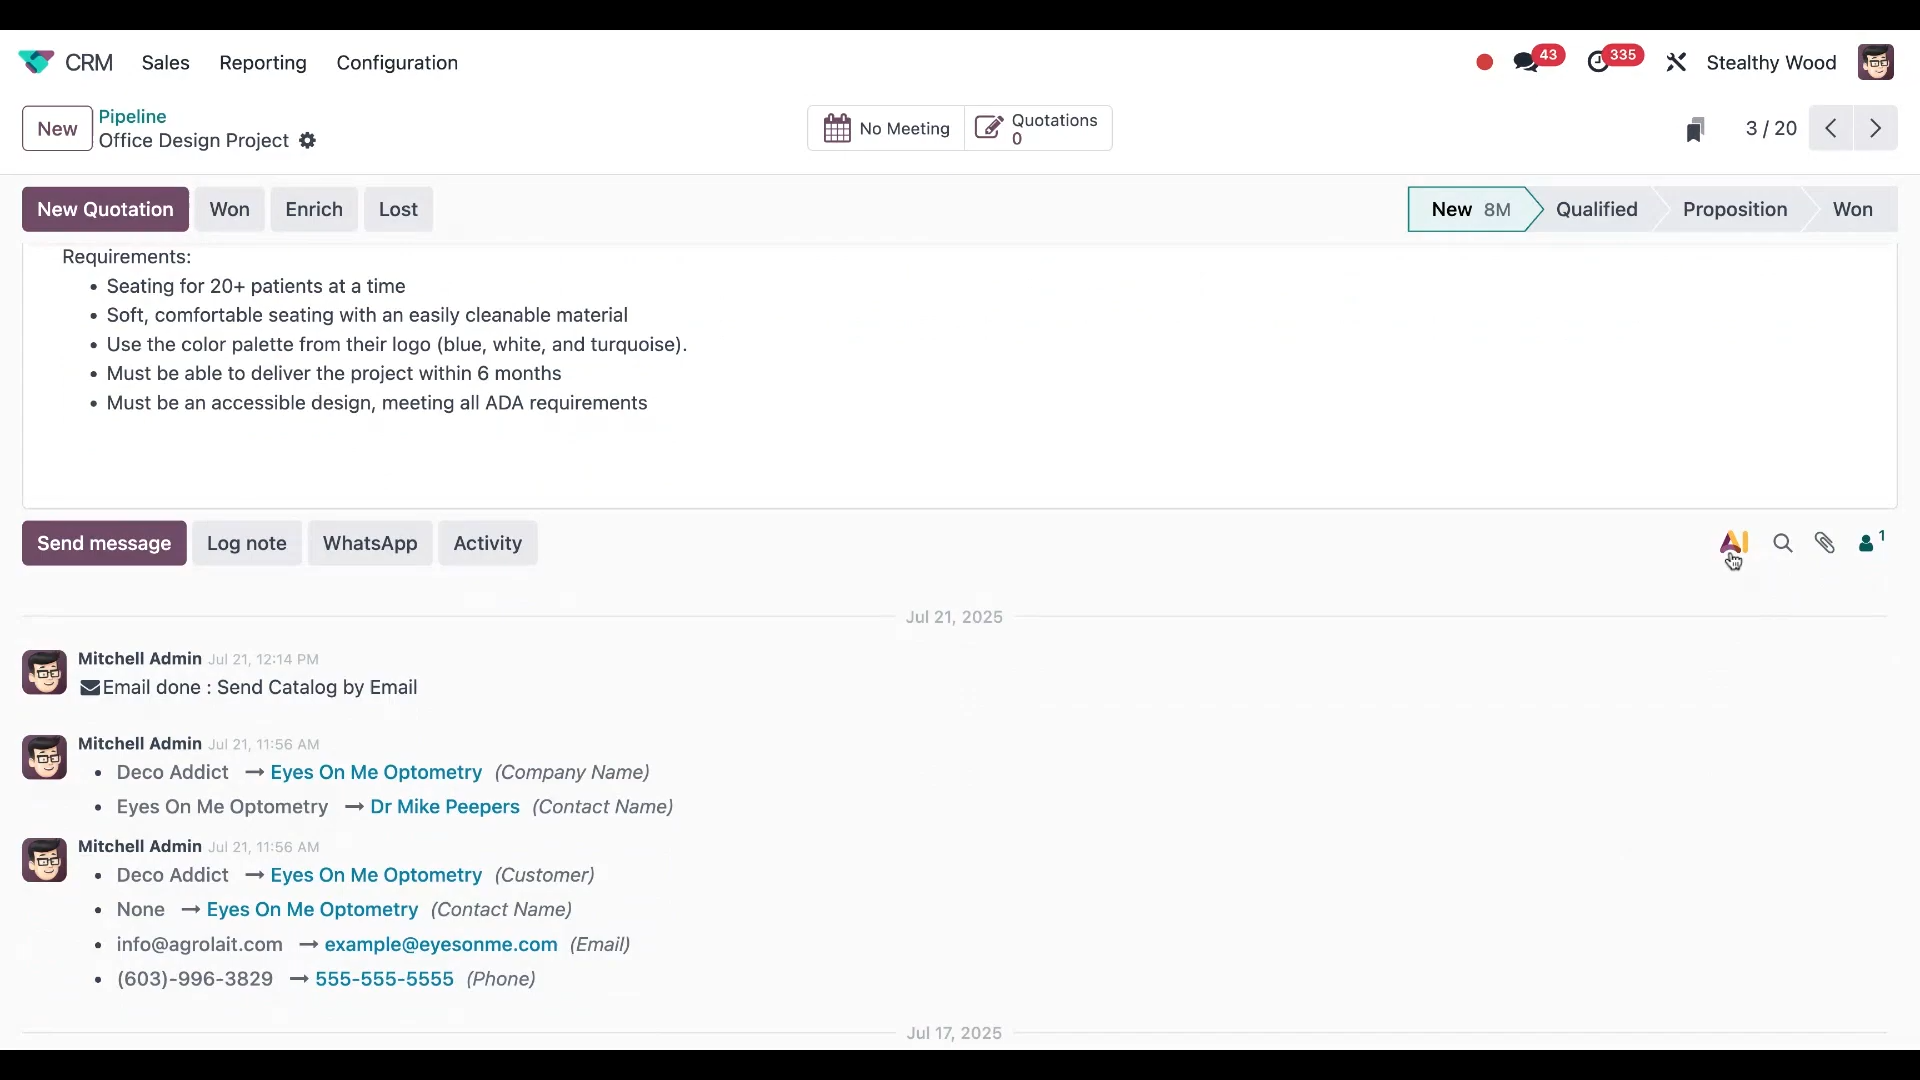 CRM Sales Reporting Configuration 43 335 Stealthy Wood
New Pipeline
Office Design Project
No Meeting Quotations 0
3 / 20
New Quotation Won Enrich Lost New 8M Qualified Proposition Won
Requirements:
• Seating for 20+ patients at a time
• Soft, comfortable seating with an easily cleanable material
• Use the color palette from their logo (blue, white, and turquoise).
• Must be able to deliver the project within 6 months
• Must be an accessible design, meeting all ADA requirements
Send message Log note WhatsApp Activity AI 1
Jul 21, 2025
Mitchell Admin Jul 21, 12:14 PM
Email done : Send Catalog by Email
Mitchell Admin Jul 21, 11:56 AM
• Deco Addict → Eyes On Me Optometry (Company Name)
• Eyes On Me Optometry → Dr Mike Peepers (Contact Name)
Mitchell Admin Jul 21, 11:56 AM
• Deco Addict → Eyes On Me Optometry (Customer)
• None → Eyes On Me Optometry (Contact Name)
• info@agrolait.com → example@eyesonme.com (Email)
• (603)-996-3829 → 555-555-5555 (Phone)
Jul 17, 2025